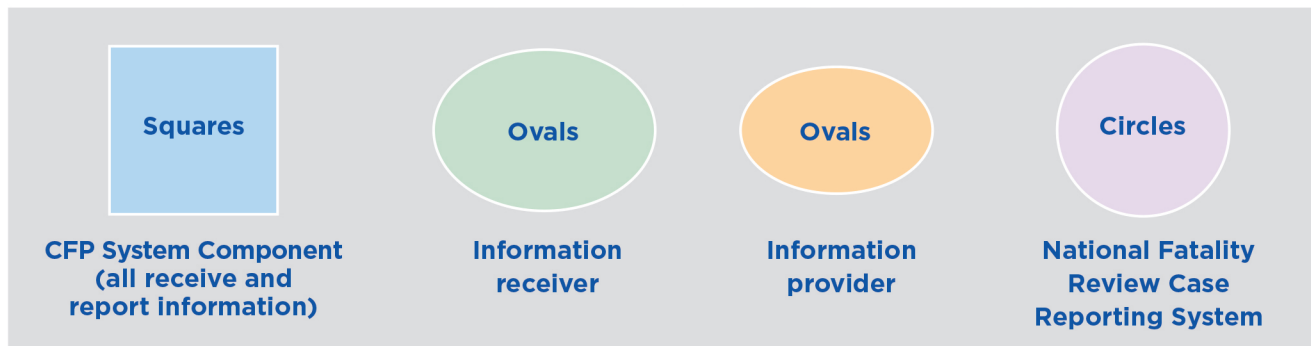 Squares
Ovals
Ovals
Circles
CFP System Component
(all receive and
report information)
Information
receiver
Information
provider
National Fatality
Review Case
Reporting System